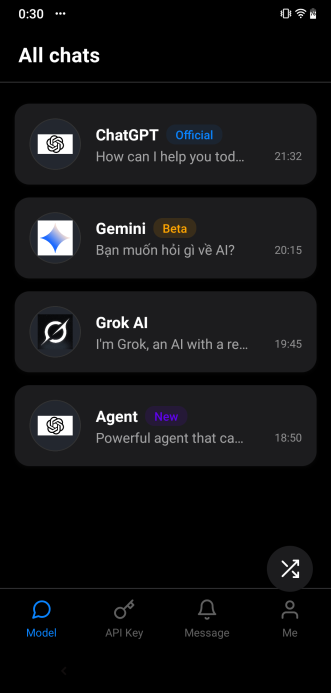 0:30 •••
All chats
ChatGPT Official
How can I help you tod...
21:32
Gemini Beta
Bạn muốn hỏi gì về AI?
20:15
Grok AI
I'm Grok, an AI with a re...
19:45
Agent New
Powerful agent that ca...
18:50
Model API Key Message Me